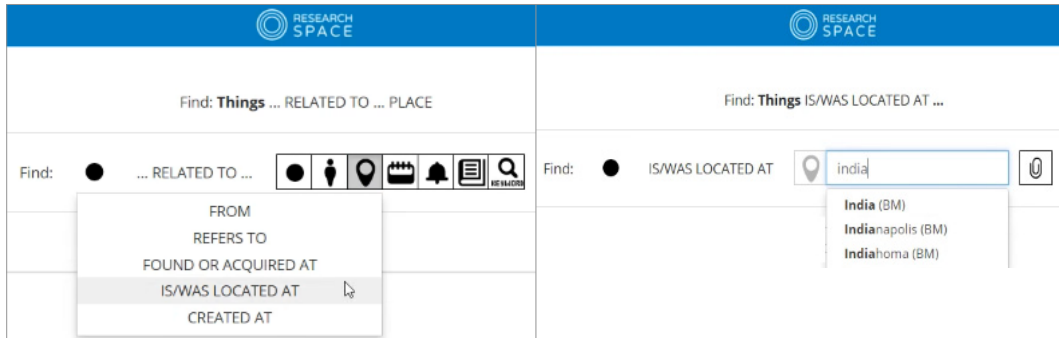 RESEARCH
SPACE
Find: Things ... RELATED TO ... PLACE
Find:
... RELATED TO ...
KEYWORD
FROM
REFERS TO
FOUND OR ACQUIRED AT
IS/WAS LOCATED AT
CREATED AT
RESEARCH
SPACE
Find: Things IS/WAS LOCATED AT ...
Find:
IS/WAS LOCATED AT
india
India (BM)
Indianapolis (BM)
Indiahoma (BM)